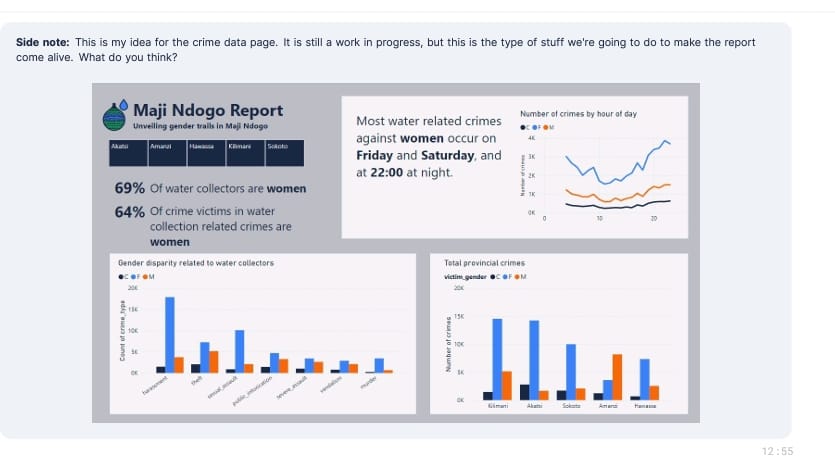 Side note: This is my idea for the crime data page. It is still a work in progress, but this is the type of stuff we're going to do to make the report
come alive. What do you think?
Maji Ndogo Report
Unveiling gender trails in Maji Ndogo
Akatsi Amanzi Hawassa Kilimani Sokoto
69% Of water collectors are women
64% Of crime victims in water
collection related crimes are
women
Most water related crimes
against women occur on
Friday and Saturday, and
at 22:00 at night.
Number of crimes by hour of day
C F M
Number of crimes
4K
3K
2K
1K
0K
0 10 20
Gender disparity related to water collectors
C F M
Count of crime_type
20K
15K
10K
5K
0K
harassment theft sexual_assault public_intoxication severe_assault vandalism murder
Total provincial crimes
victim_gender C F M
Number of crimes
20K
15K
10K
5K
0K
Kilimani Akatsi Sokoto Amanzi Hawassa
12:55